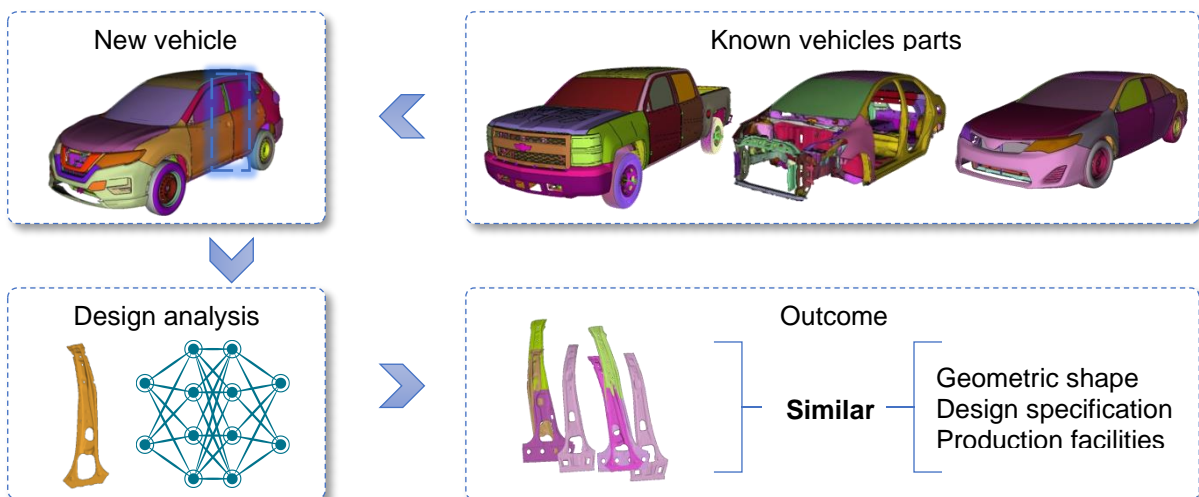 New vehicle
Known vehicles parts
Design analysis
Outcome
Similar
Geometric shape
Design specification
Production facilities